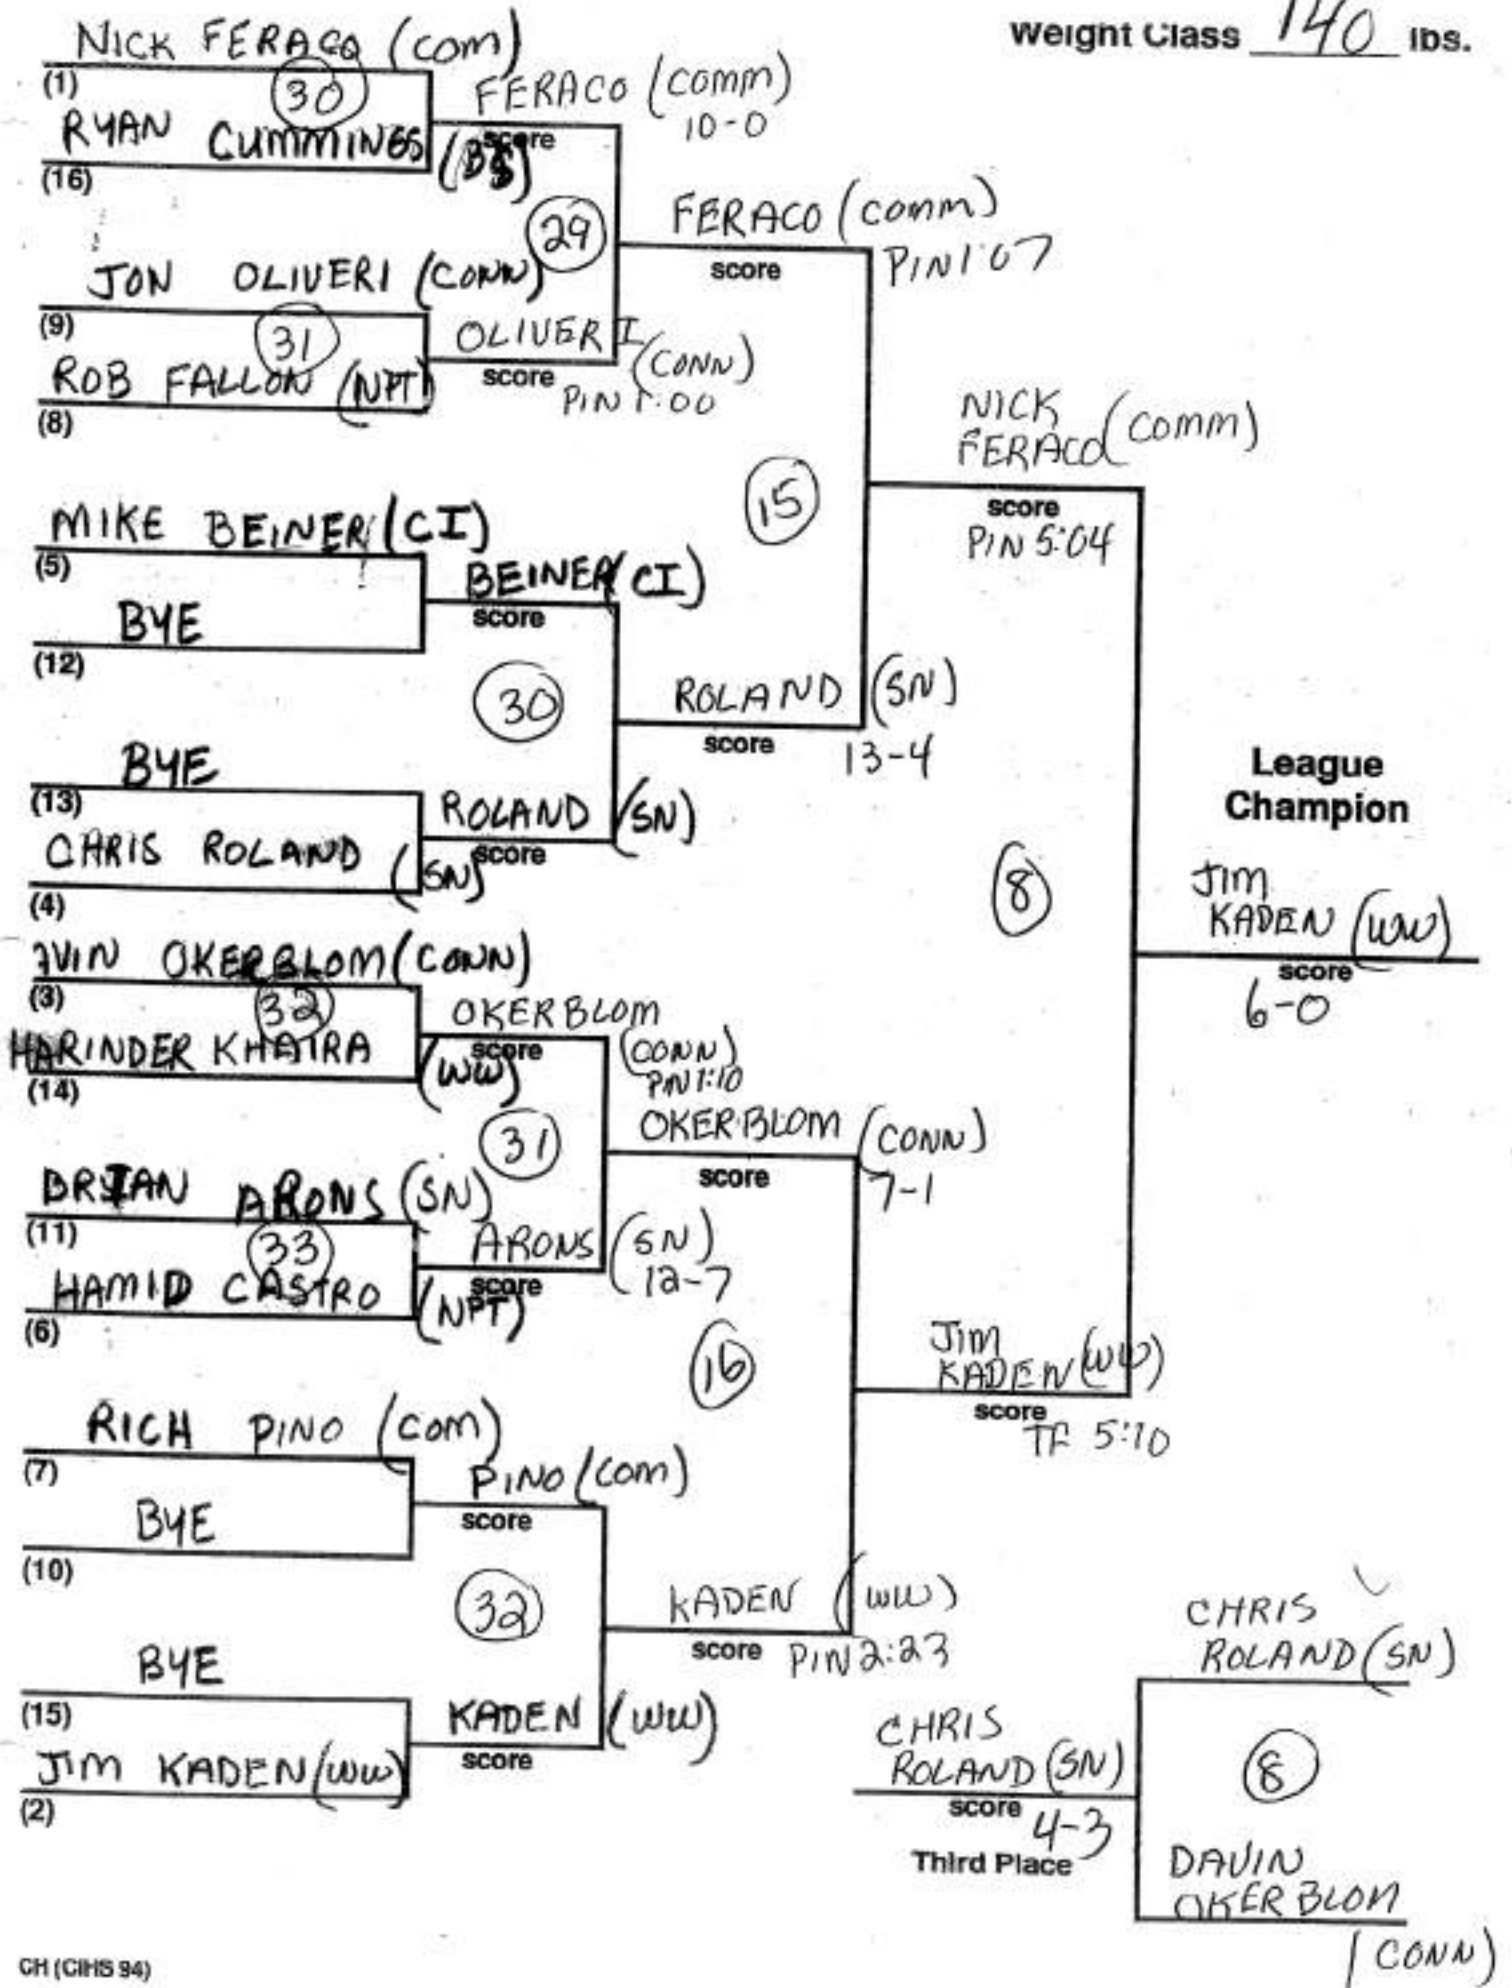 Weight Class 140 lbs.
NICK FERACO (COM)
(1)
30
FERACO (COMM)
10-0
score
RYAN CUMMINGS
(16)
29
FERACO (COMM)
score
PIN 1:07
JON OLIVERI (CONN)
(9)
31
OLIVERI (CONN)
score
PIN 1:00
ROB FALLON (NPT)
(8)
15
NICK
FERACO (COMM)
score
PIN 5:04
MIKE BEINER (CI)
(5)
BEINER (CI)
score
BYE
(12)
30
ROLAND (SN)
score
13-4
BYE
(13)
ROLAND (SN)
score
CHRIS ROLAND (SN)
(4)
8
League
Champion
JIM
KADEN (WW)
score
6-0
VIN OKERBLOM (CONN)
(3)
32
OKERBLOM
(CONN)
score
PIN 1:10
HARINDER KHAIRA (WW)
(14)
31
OKERBLOM (CONN)
score
7-1
BRIAN ARONS (SN)
(11)
33
ARONS (SN)
score
12-7
HAMID CASTRO (NPT)
(6)
16
JIM
KADEN (WW)
score
TF 5:10
RICH PINO (COM)
(7)
PINO (COM)
score
BYE
(10)
32
KADEN (WW)
score
PIN 2:23
BYE
(15)
KADEN (WW)
score
JIM KADEN (WW)
(2)
CHRIS
ROLAND (SN)
8
CHRIS
ROLAND (SN)
score
4-3
Third Place
DAVIN
OKERBLOM
(CONN)
CH (CIHS 94)